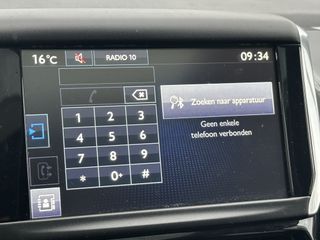 16°C RADIO 10 09:34
Zoeken naar apparatuur
1 2 3
Geen enkele
telefoon verbonden
4 5 6
7 8 9
* 0+ #